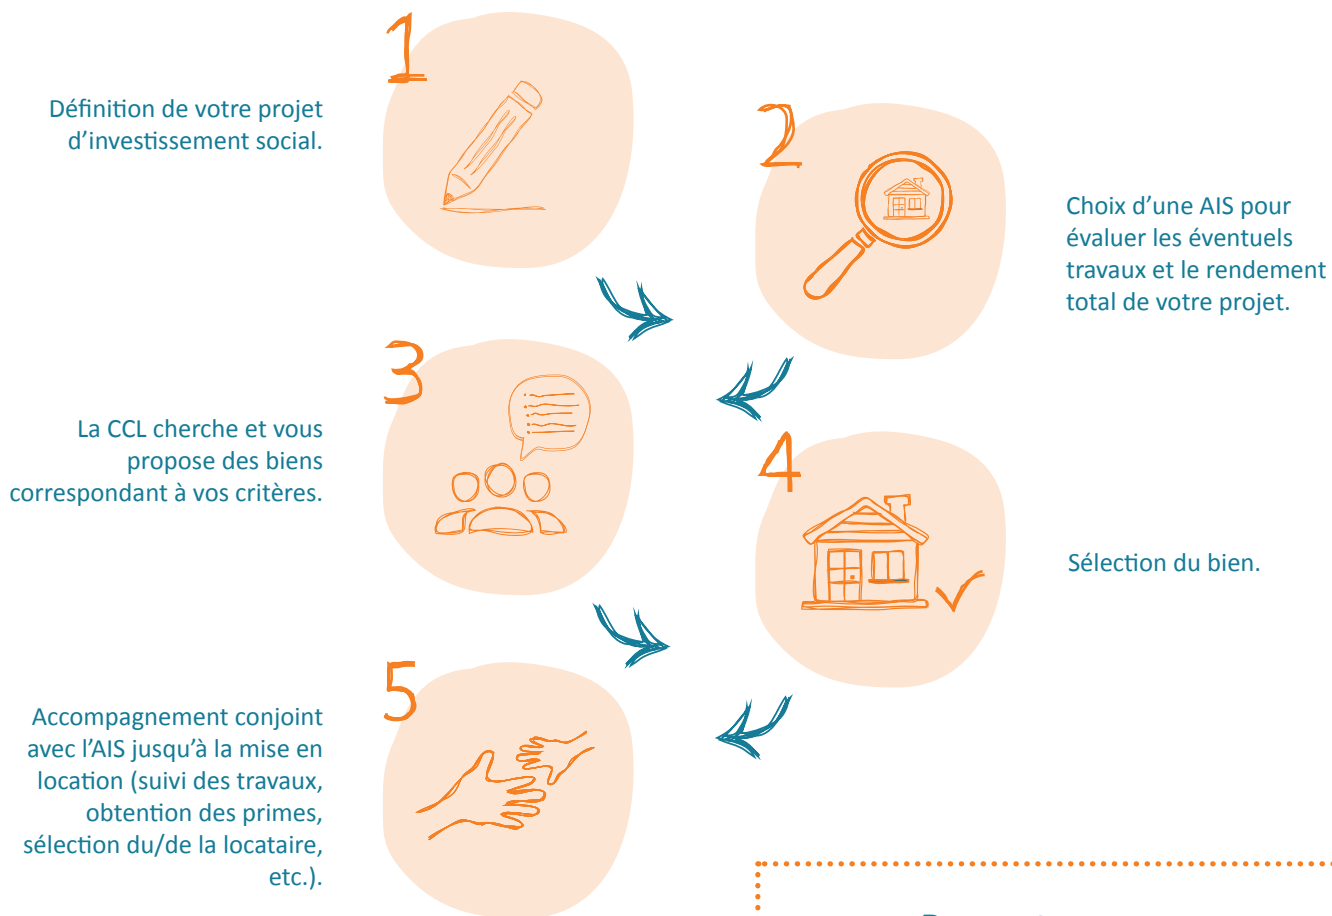 1
Définition de votre projet
d’investissement social.
2
Choix d’une AIS pour
évaluer les éventuels
travaux et le rendement
total de votre projet.
3
La CCL cherche et vous
propose des biens
correspondant à vos critères.
4
Sélection du bien.
5
Accompagnement conjoint
avec l’AIS jusqu’à la mise en
location (suivi des travaux,
obtention des primes,
sélection du/de la locataire,
etc.).